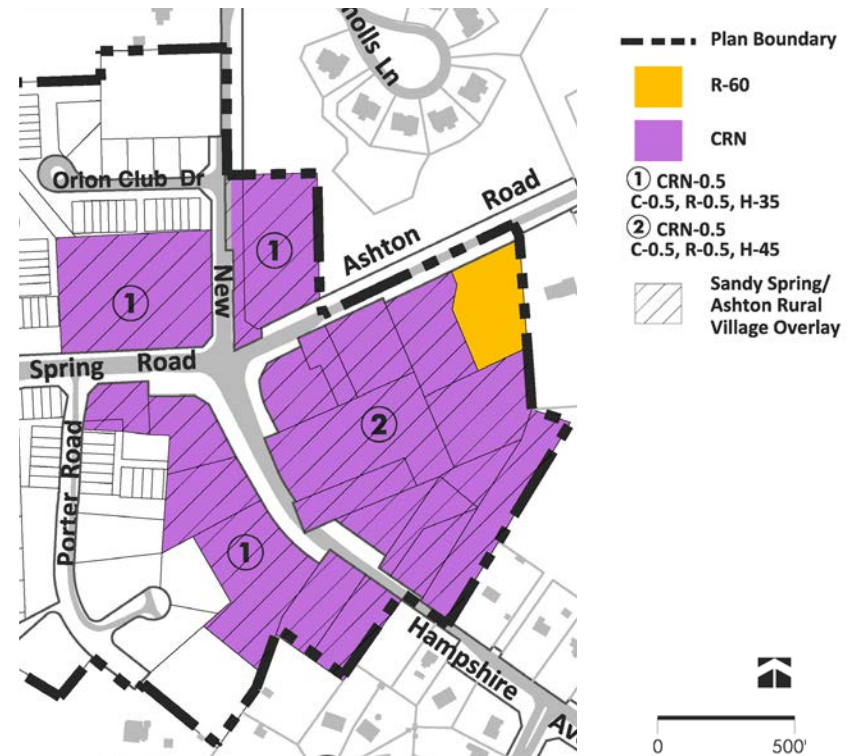 nolls Ln
Orion Club Dr
Ashton Road
New
Spring Road
Porter Road
Hampshire Av
1
1
2
1
Plan Boundary
R-60
CRN
1 CRN-0.5
C-0.5, R-0.5, H-35
2 CRN-0.5
C-0.5, R-0.5, H-45
Sandy Spring/
Ashton Rural
Village Overlay
0 500'